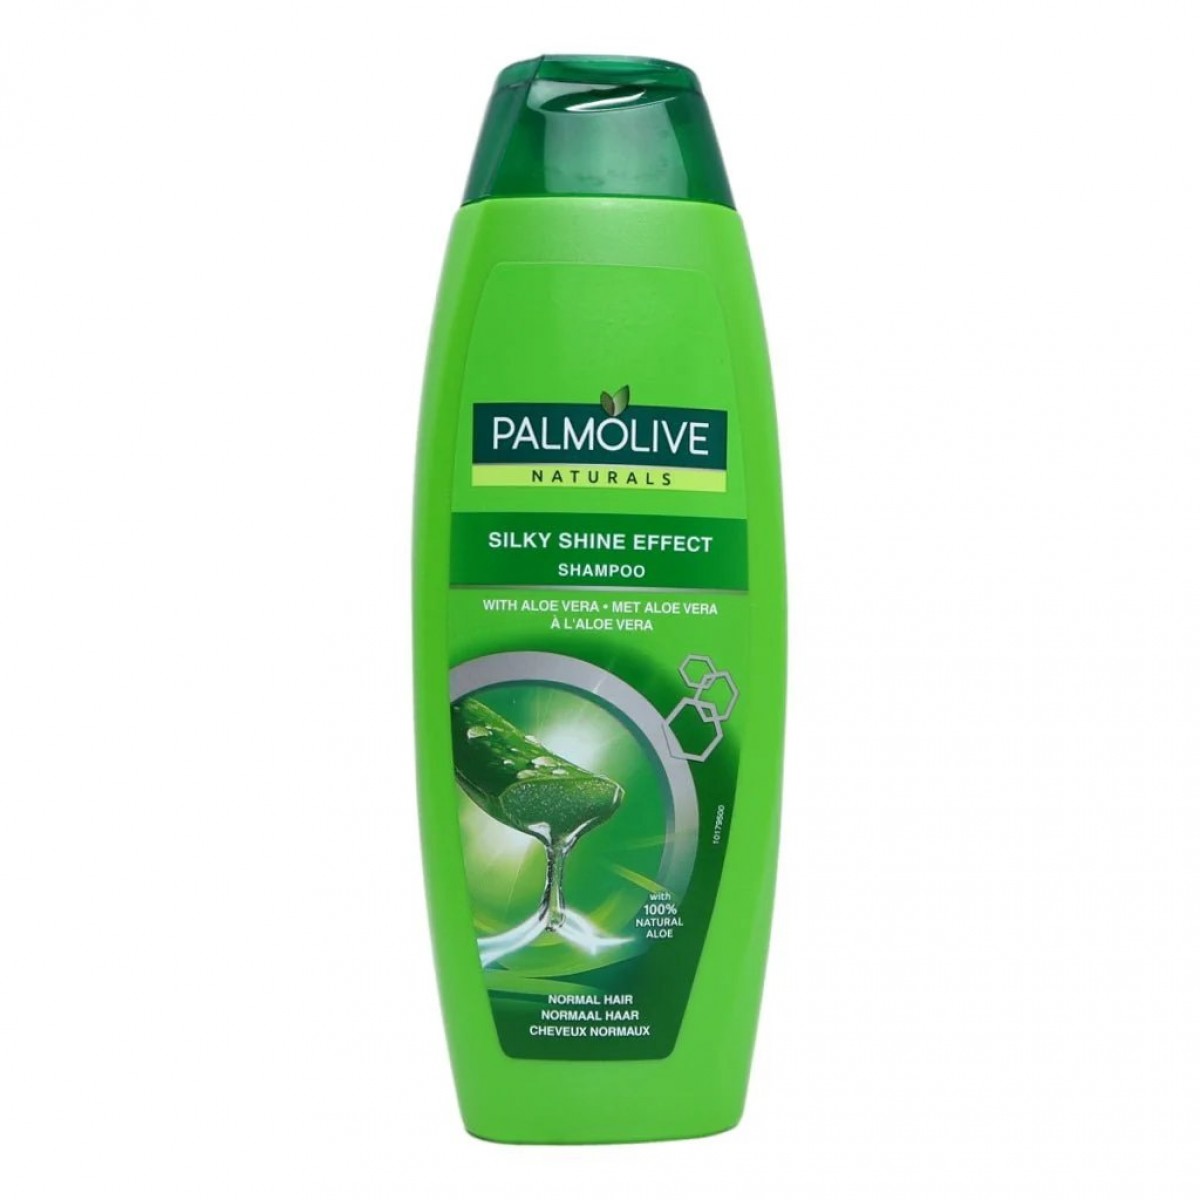 PALMOLIVE
NATURALS
SILKY SHINE EFFECT
SHAMPOO
WITH ALOE VERA • MET ALOE VERA
À L'ALOE VERA
10179500
with
100%
NATURAL
ALOE
NORMAL HAIR
NORMAAL HAAR
CHEVEUX NORMAUX